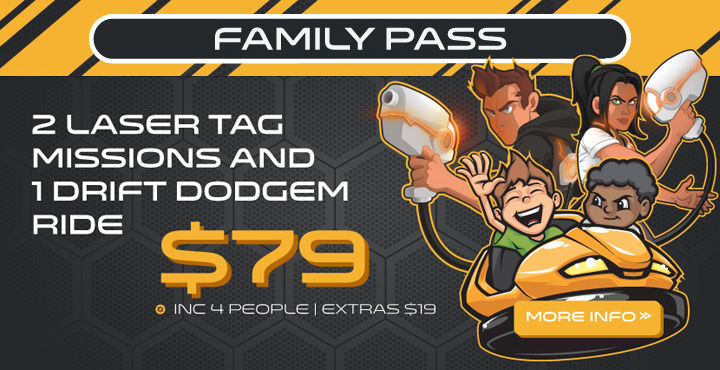 FAMILY PASS
2 LASER TAG
MISSIONS AND
1 DRIFT DODGEM
RIDE
$79
INC 4 PEOPLE | EXTRAS $19
MORE INFO »